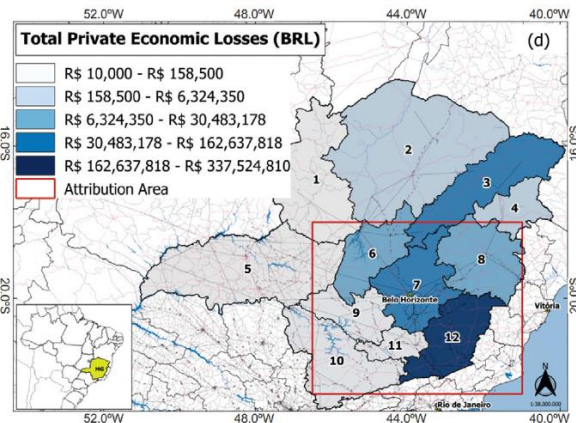 52.0°W 48.0°W 44.0°W 40.0°W
Total Private Economic Losses (BRL)
(d)
R$ 10,000 - R$ 158,500
R$ 158,500 - R$ 6,324,350
R$ 6,324,350 - R$ 30,483,178
R$ 30,483,178 - R$ 162,637,818
R$ 162,637,818 - R$ 337,524,810
Attribution Area
16.0°S
16.0°S
2
3
1
4
6
8
5
7
20.0°S
20.0°S
Belo Horizonte
Vitória
9
12
11
10
MG
N
1:38.000.000
Rio de Janeiro
52.0°W 48.0°W 44.0°W 40.0°W